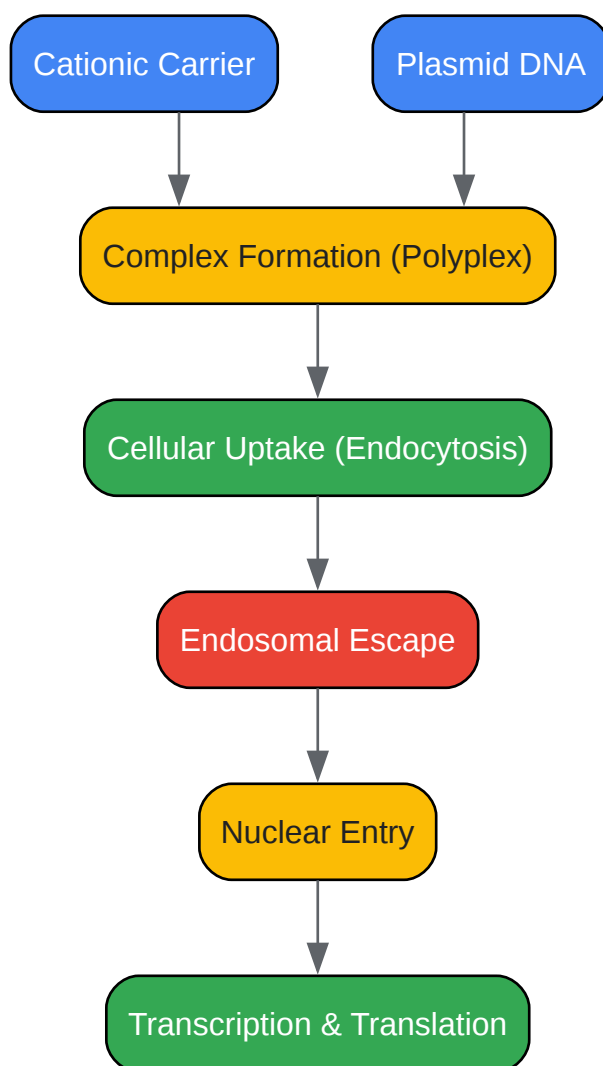 Cationic Carrier
Plasmid DNA
Complex Formation (Polyplex)
Cellular Uptake (Endocytosis)
Endosomal Escape
Nuclear Entry
Transcription & Translation